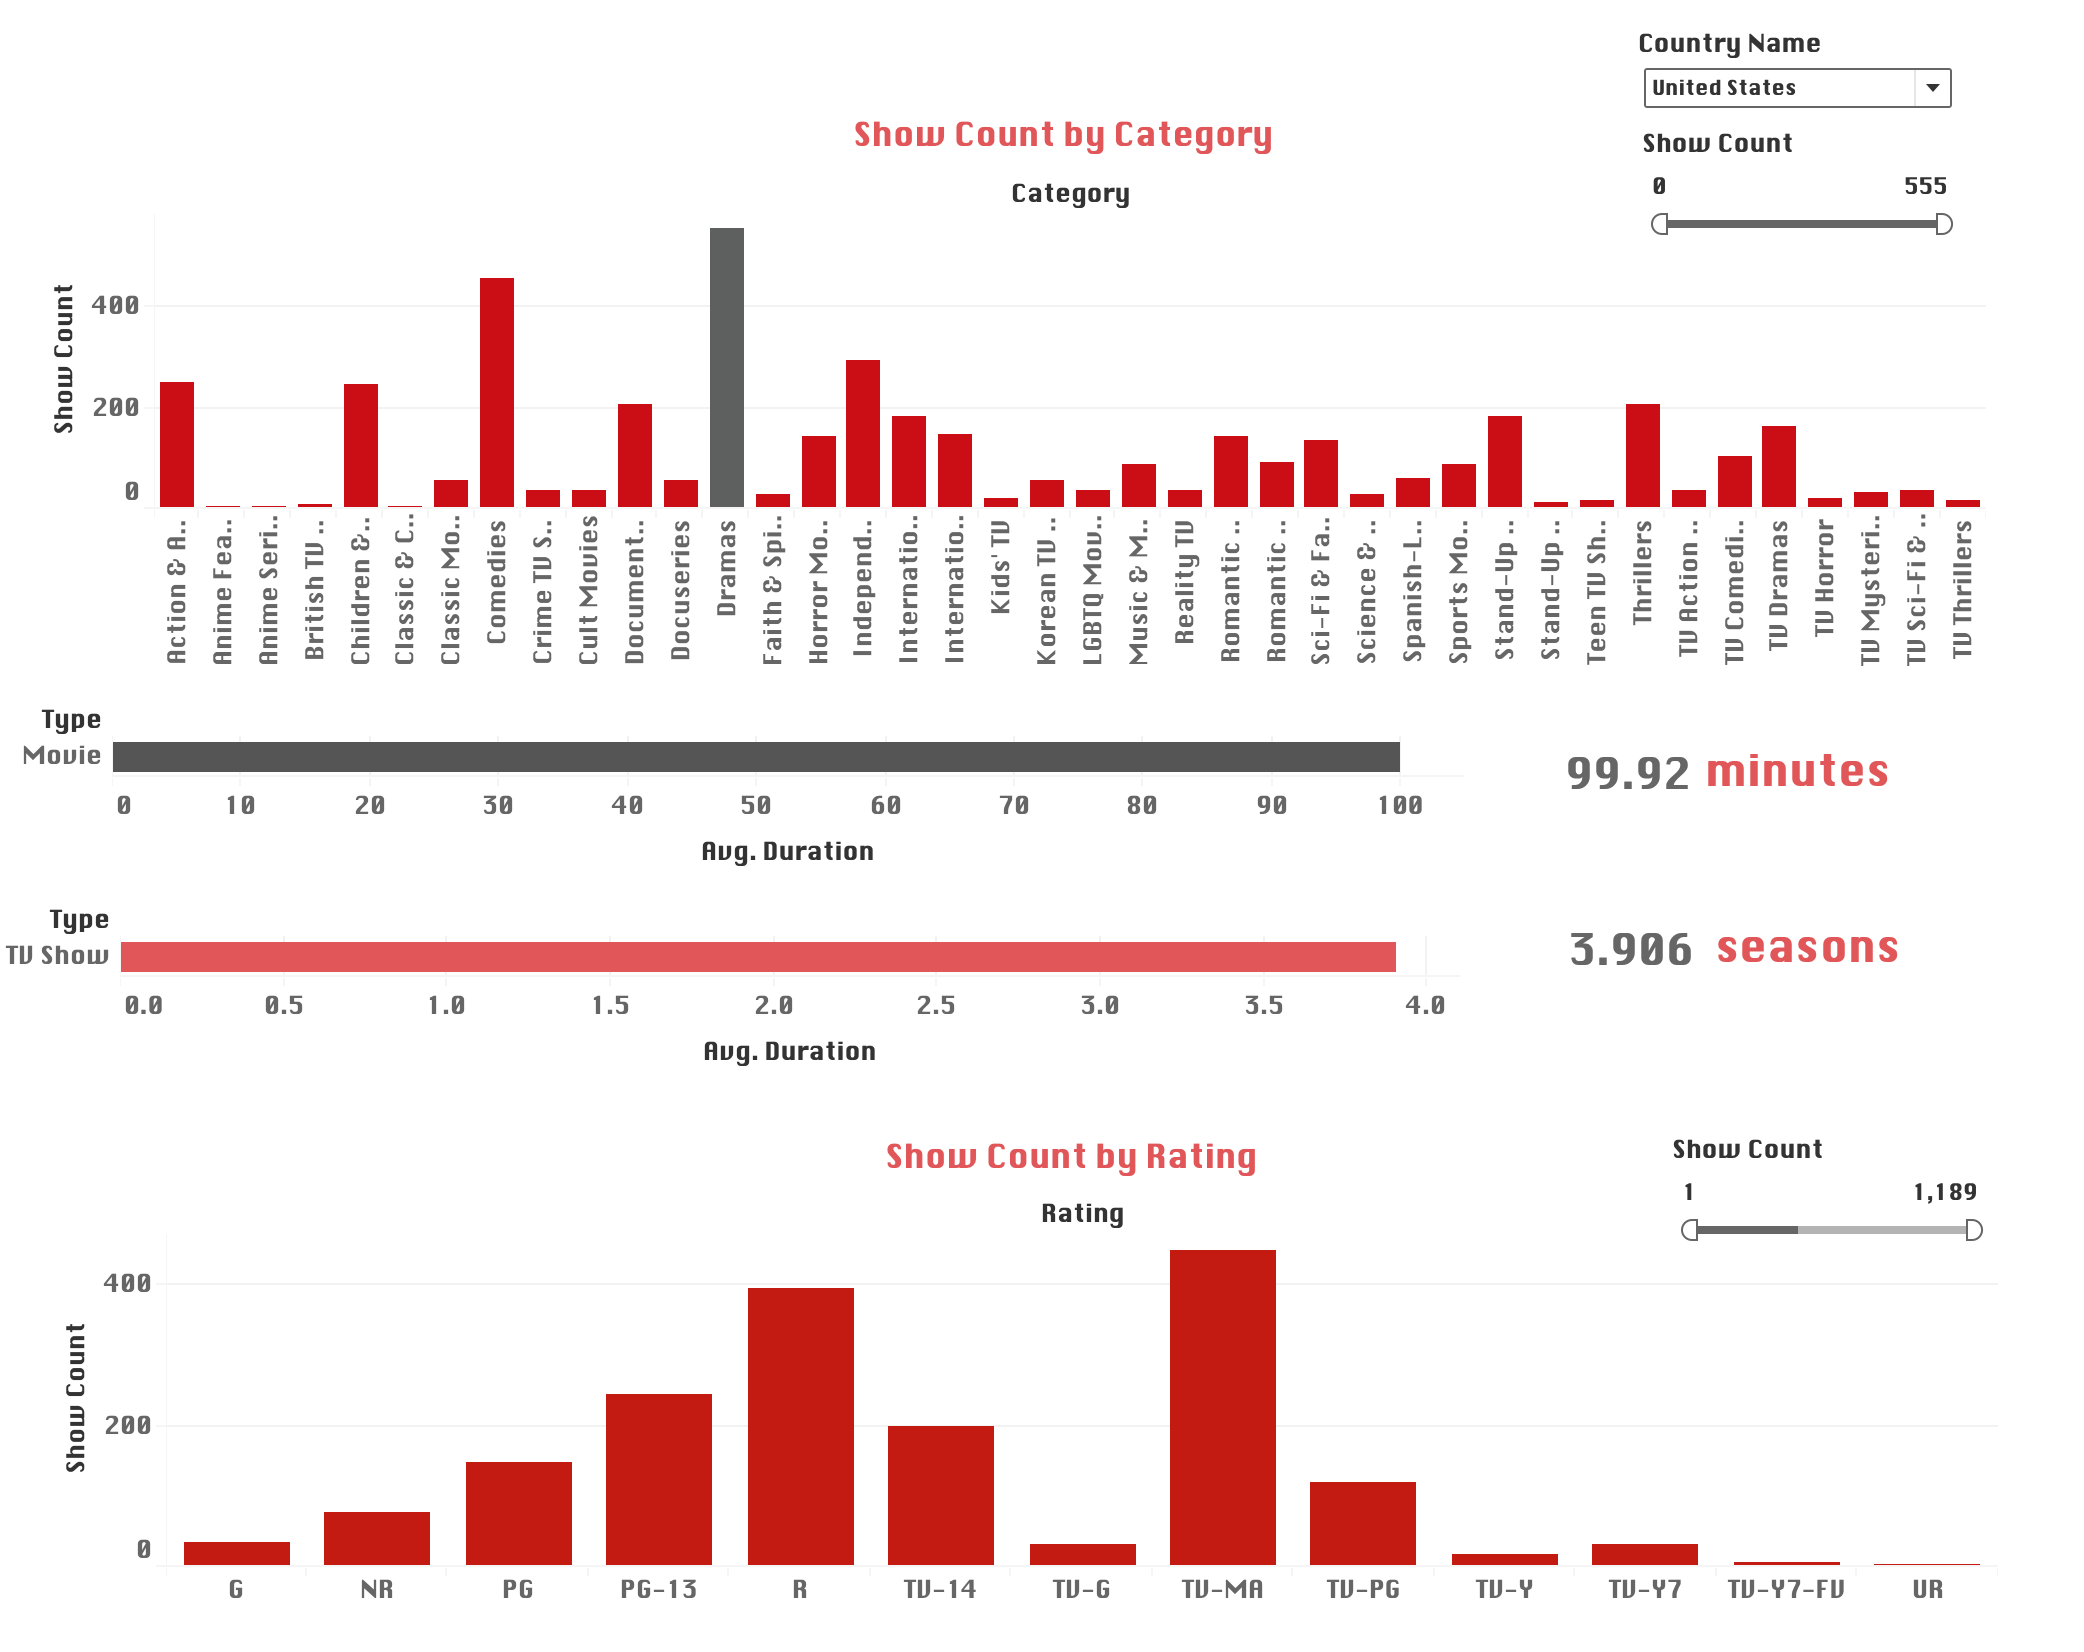 Country Name
United States
Show Count by Category
Show Count
0 555
Category
Show Count
400
200
0
Action & A..
Anime Fea..
Anime Seri..
British TV ..
Children & ..
Classic & C..
Classic Mo..
Comedies
Crime TV S..
Cult Movies
Document..
Docuseries
Dramas
Faith & Spi..
Horror Mo..
Independ..
Internatio..
Internatio..
Kids' TV
Korean TV ..
LGBTQ Mov..
Music & M..
Reality TV
Romantic ..
Romantic ..
Sci-Fi & Fa..
Science & ..
Spanish-L..
Sports Mo..
Stand-Up ..
Stand-Up ..
Teen TV Sh..
Thrillers
TV Action ..
TV Comedi..
TV Dramas
TV Horror
TV Mysteri..
TV Sci-Fi & ..
TV Thrillers
Type
Movie
99.92 minutes
0 10 20 30 40 50 60 70 80 90 100
Avg. Duration
Type
TV Show
3.906 seasons
0.0 0.5 1.0 1.5 2.0 2.5 3.0 3.5 4.0
Avg. Duration
Show Count by Rating
Show Count
1 1,189
Rating
Show Count
400
200
0
G NR PG PG-13 R TV-14 TV-G TV-MA TV-PG TV-Y TV-Y7 TV-Y7-FV UR